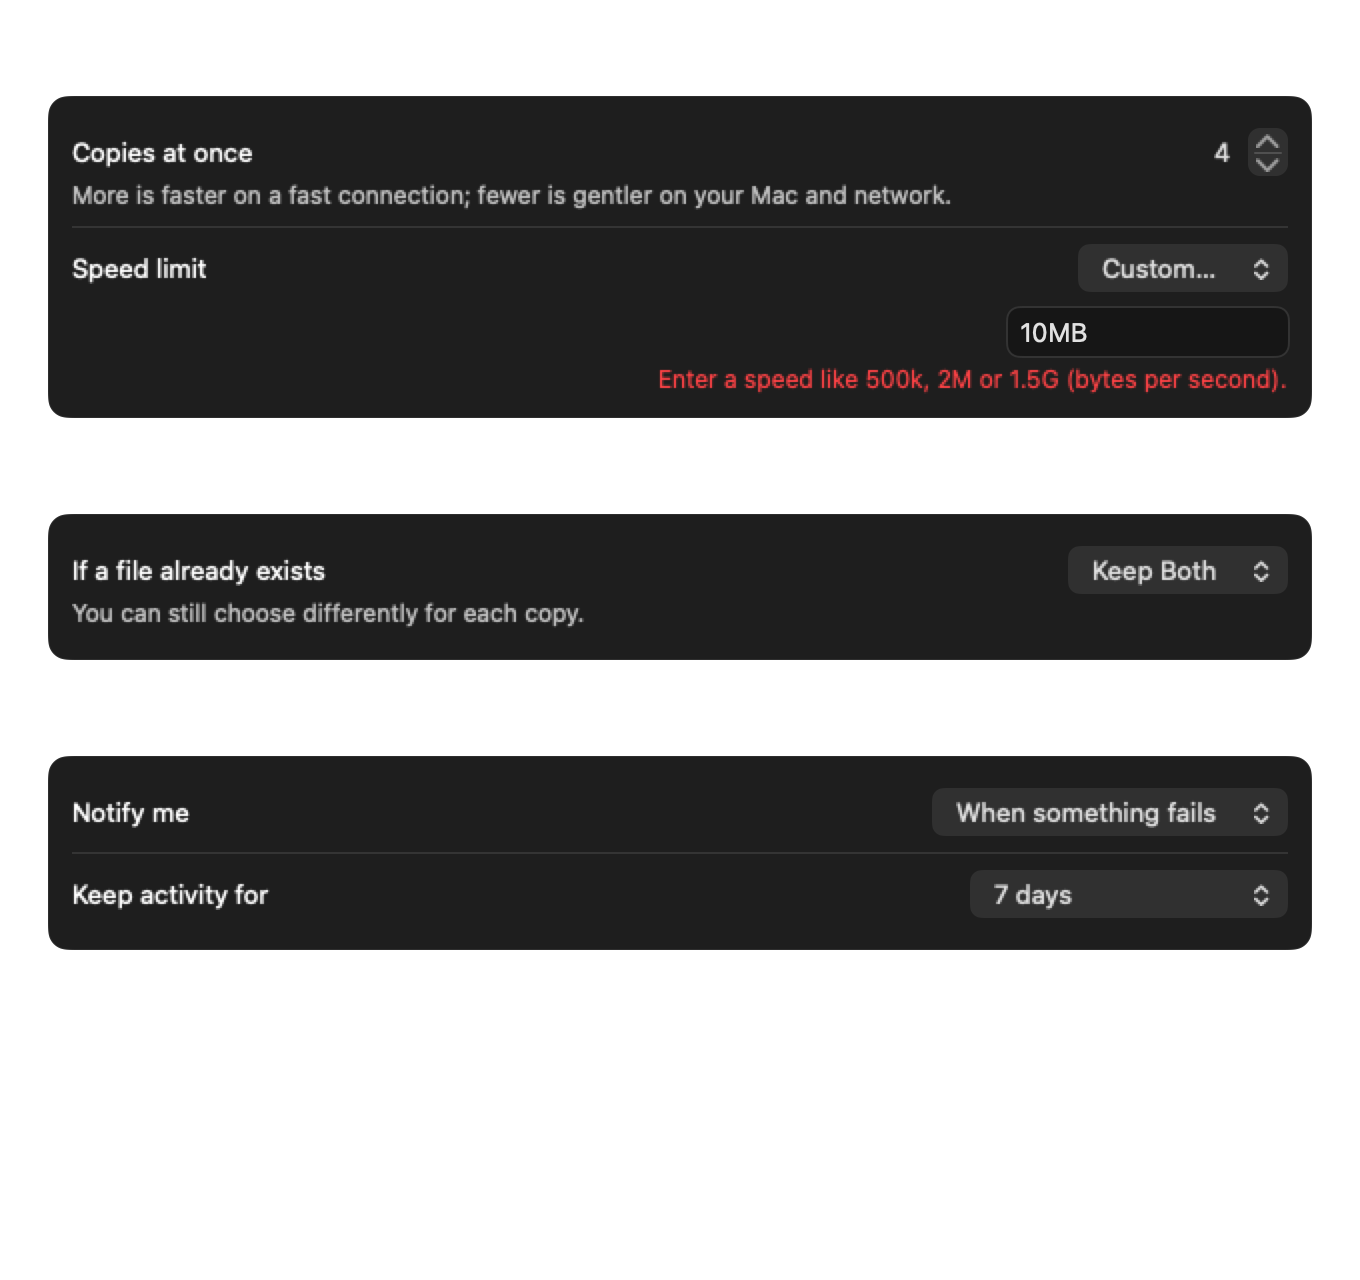 Copies at once
4
More is faster on a fast connection; fewer is gentler on your Mac and network.
Speed limit
Custom...
10MB
Enter a speed like 500k, 2M or 1.5G (bytes per second).
If a file already exists
Keep Both
You can still choose differently for each copy.
Notify me
When something fails
Keep activity for
7 days